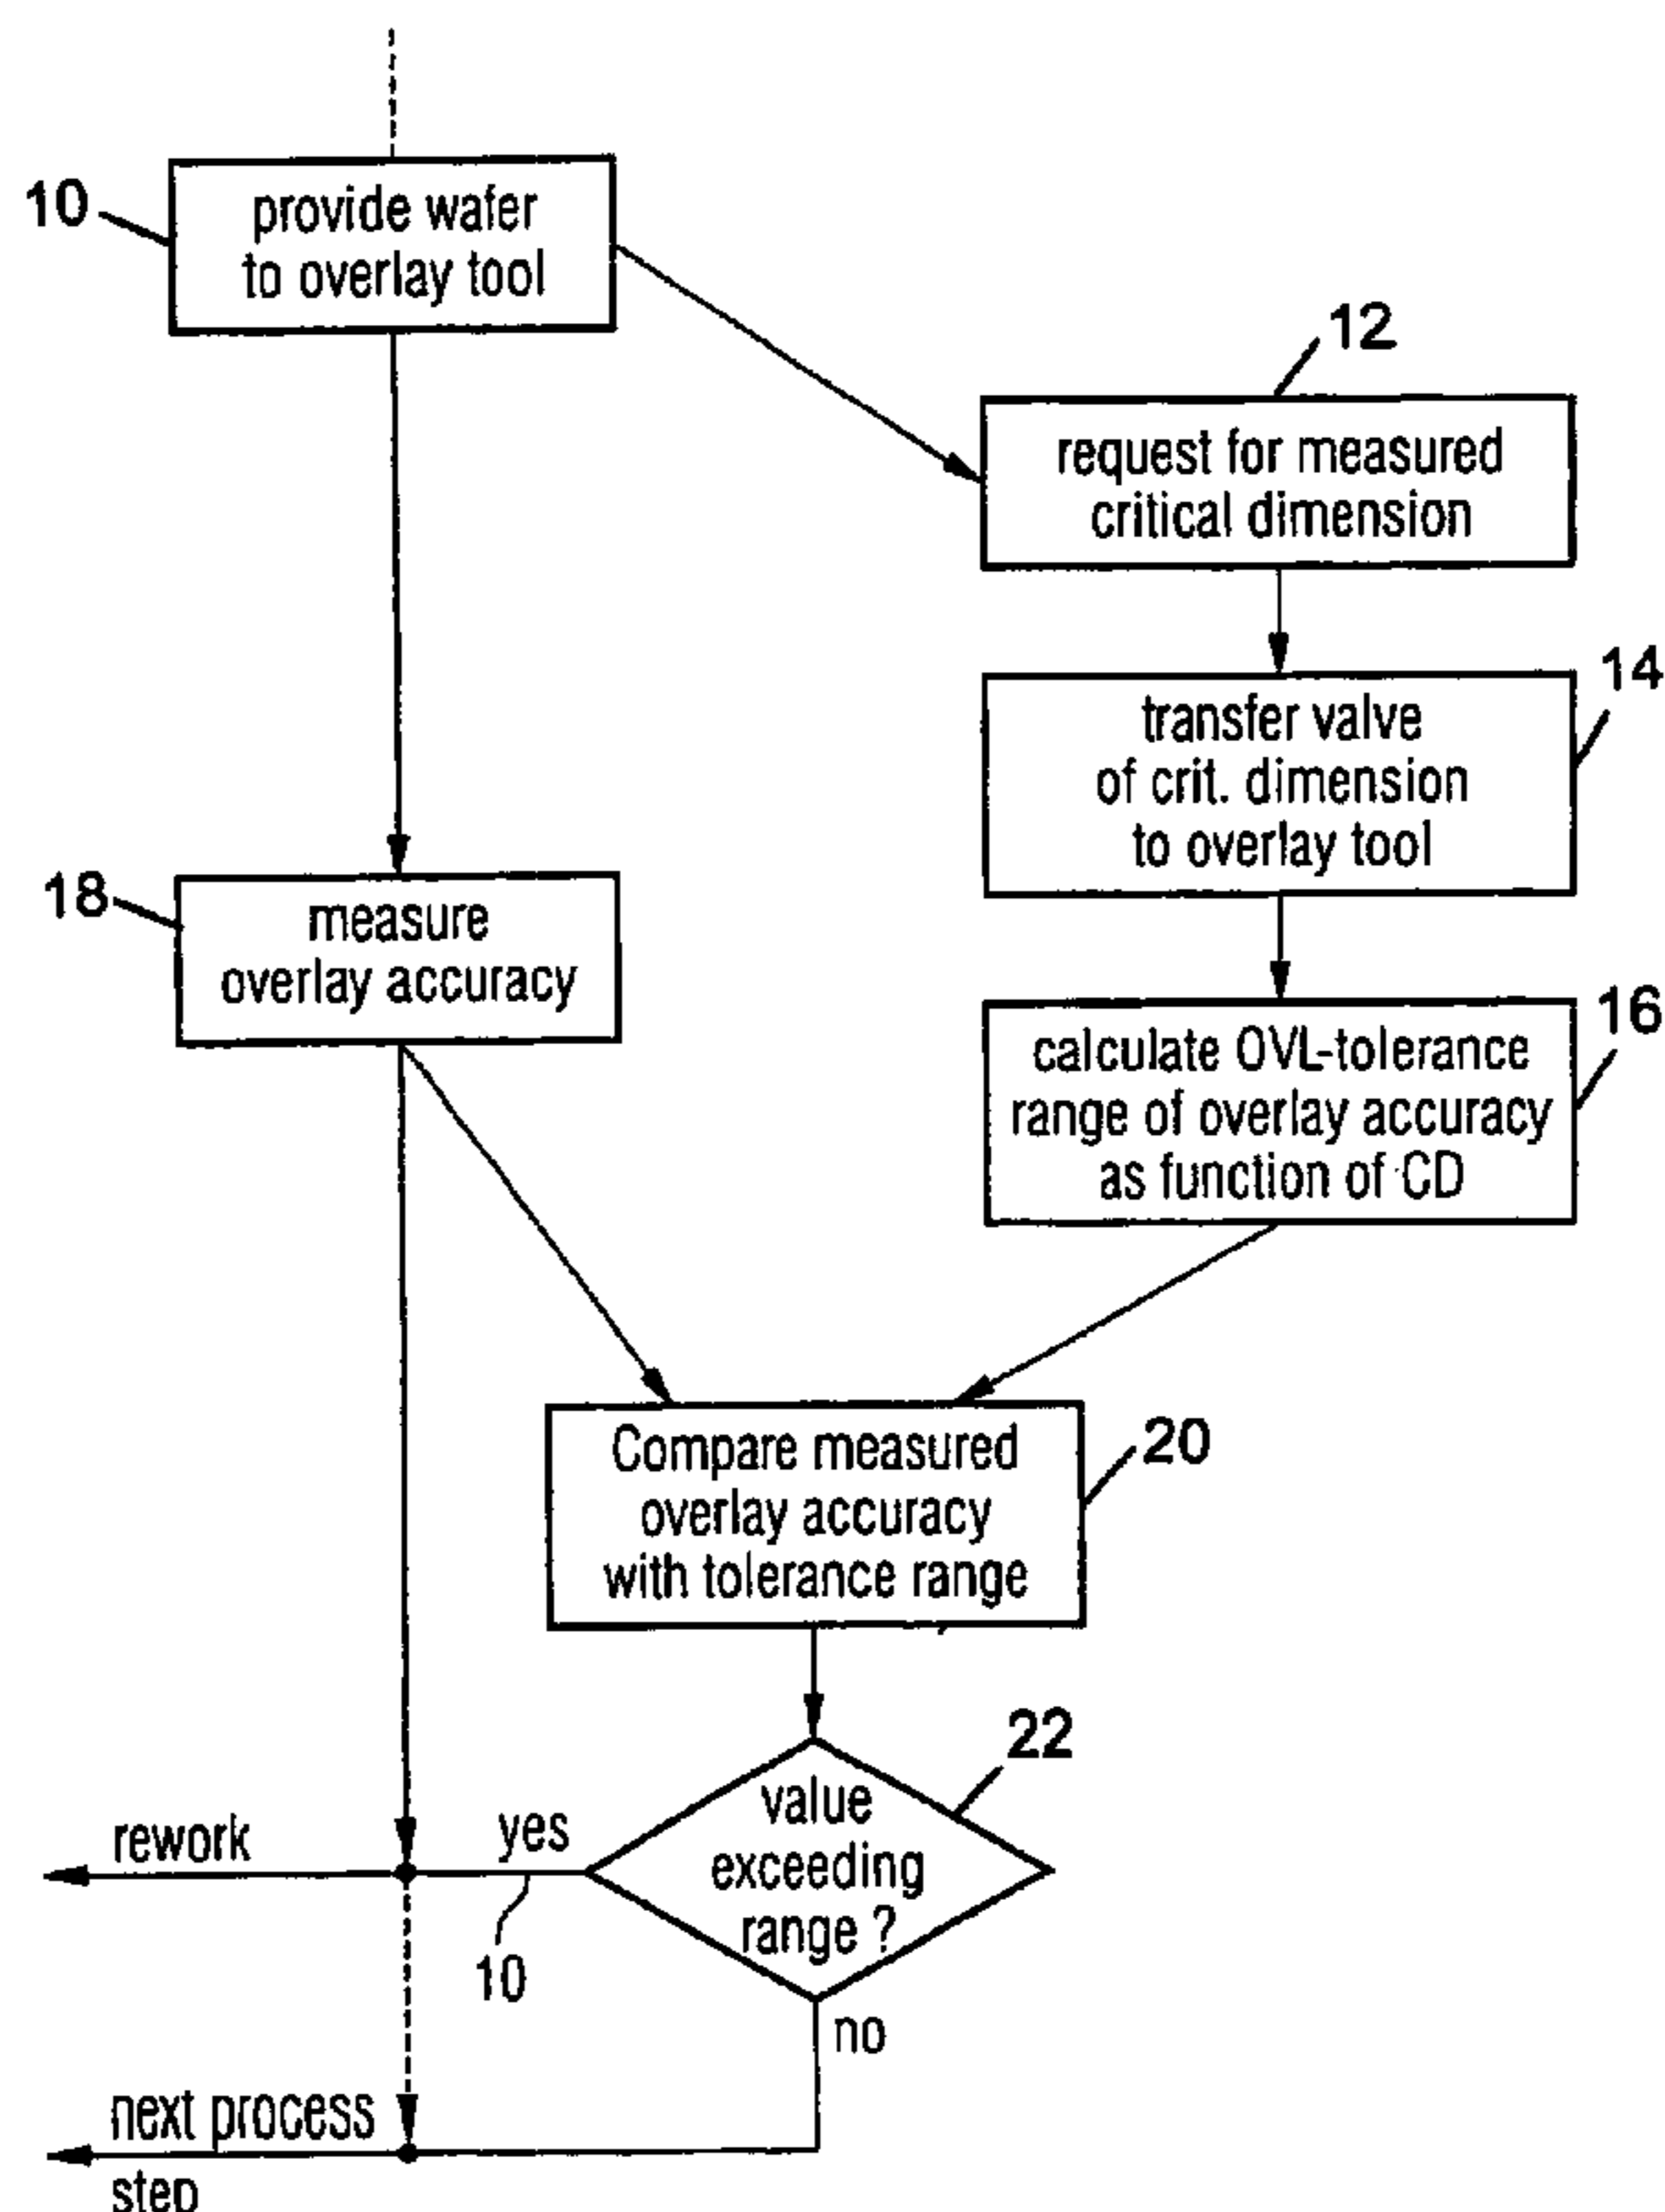 10
provide wafer
to overlay tool
12
request for measured
critical dimension
14
transfer valve
of crit. dimension
to overlay tool
18
measure
overlay accuracy
16
calculate OVL-tolerance
range of overlay accuracy
as function of CD
20
Compare measured
overlay accuracy
with tolerance range
22
value
exceeding
range ?
yes
rework
10
no
next process
step